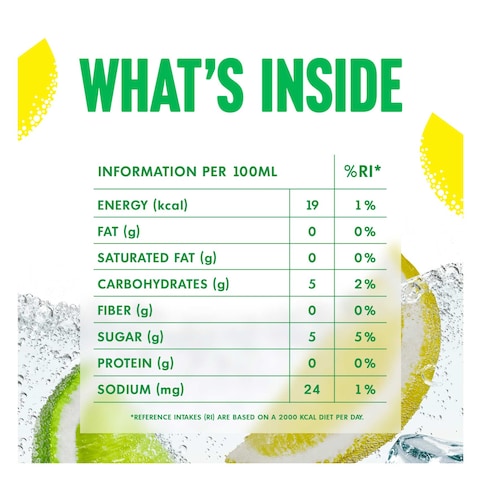 WHAT'S INSIDE
INFORMATION PER 100ML %RI*
ENERGY (kcal) 19 1%
FAT (g) 0 0%
SATURATED FAT (g) 0 0%
CARBOHYDRATES (g) 5 2%
FIBER (g) 0 0%
SUGAR (g) 5 5%
PROTEIN (g) 0 0%
SODIUM (mg) 24 1%
*REFERENCE INTAKES (RI) ARE BASED ON A 2000 KCAL DIET PER DAY.